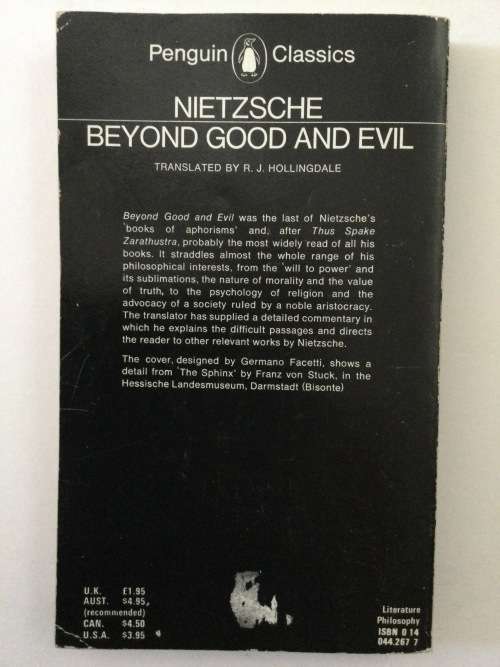 Penguin Classics
NIETZSCHE
BEYOND GOOD AND EVIL
TRANSLATED BY R. J. HOLLINGDALE
Beyond Good and Evil was the last of Nietzsche's
'books of aphorisms' and, after Thus Spake
Zarathustra, probably the most widely read of all his
books. It straddles almost the whole range of his
philosophical interests, from the 'will to power' and
its sublimations, the nature of morality and the value
of truth, to the psychology of religion and the
advocacy of a society ruled by a noble aristocracy.
The translator has supplied a detailed commentary in
which he explains the difficult passages and directs
the reader to other relevant works by Nietzsche.
The cover, designed by Germano Facetti, shows a
detail from 'The Sphinx' by Franz von Stuck, in the
Hessische Landesmuseum, Darmstadt (Bisonte)
U.K. £1.95
AUST. $4.95
(recommended)
CAN. $4.50
U.S.A. $3.95
Literature
Philosophy
ISBN 0 14
044.267 7